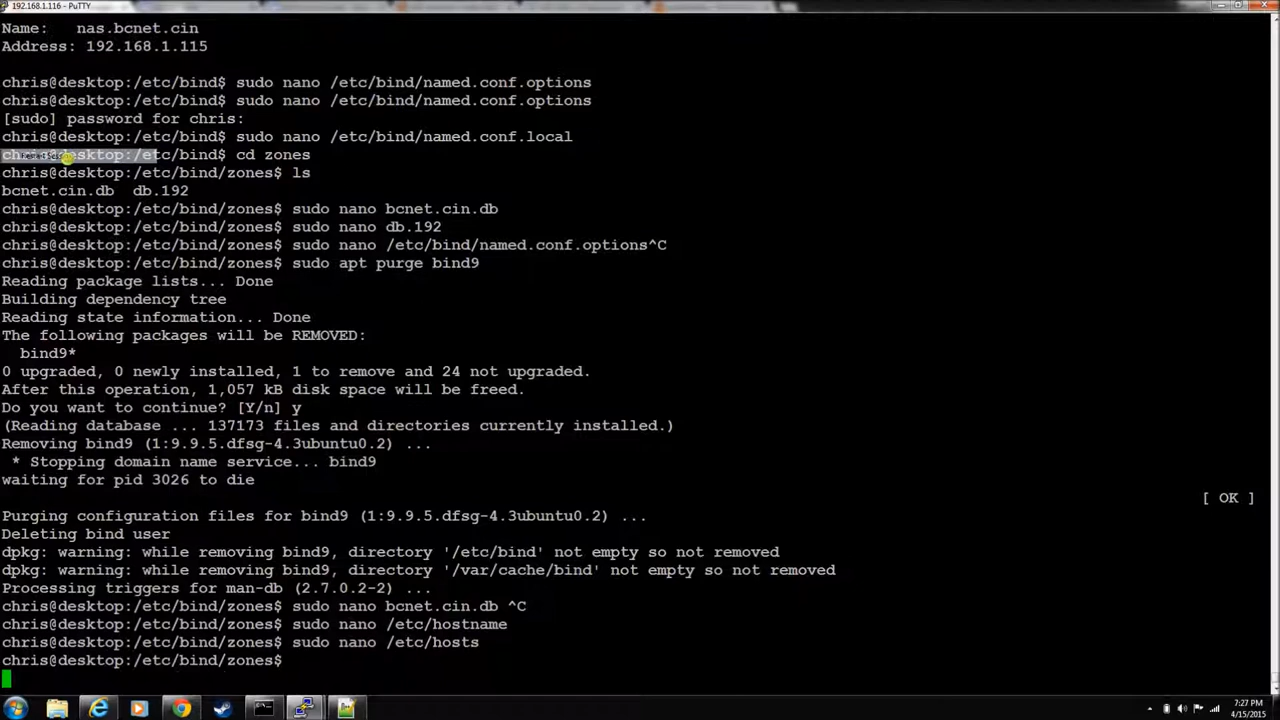 192.168.1.116 - PuTTY
Name:   nas.bcnet.cin
Address: 192.168.1.115
chris@desktop:/etc/bind$ sudo nano /etc/bind/named.conf.options
chris@desktop:/etc/bind$ sudo nano /etc/bind/named.conf.options
[sudo] password for chris:
chris@desktop:/etc/bind$ sudo nano /etc/bind/named.conf.local
chris@desktop:/etc/bind$ cd zones
chris@desktop:/etc/bind/zones$ ls
bcnet.cin.db  db.192
chris@desktop:/etc/bind/zones$ sudo nano bcnet.cin.db
chris@desktop:/etc/bind/zones$ sudo nano db.192
chris@desktop:/etc/bind/zones$ sudo nano /etc/bind/named.conf.options^C
chris@desktop:/etc/bind/zones$ sudo apt purge bind9
Reading package lists... Done
Building dependency tree
Reading state information... Done
The following packages will be REMOVED:
  bind9*
0 upgraded, 0 newly installed, 1 to remove and 24 not upgraded.
After this operation, 1,057 kB disk space will be freed.
Do you want to continue? [Y/n] y
(Reading database ... 137173 files and directories currently installed.)
Removing bind9 (1:9.9.5.dfsg-4.3ubuntu0.2) ...
 * Stopping domain name service... bind9
waiting for pid 3026 to die
[ OK ]
Purging configuration files for bind9 (1:9.9.5.dfsg-4.3ubuntu0.2) ...
Deleting bind user
dpkg: warning: while removing bind9, directory '/etc/bind' not empty so not removed
dpkg: warning: while removing bind9, directory '/var/cache/bind' not empty so not removed
Processing triggers for man-db (2.7.0.2-2) ...
chris@desktop:/etc/bind/zones$ sudo nano bcnet.cin.db ^C
chris@desktop:/etc/bind/zones$ sudo nano /etc/hostname
chris@desktop:/etc/bind/zones$ sudo nano /etc/hosts
chris@desktop:/etc/bind/zones$
7:27 PM
4/15/2015